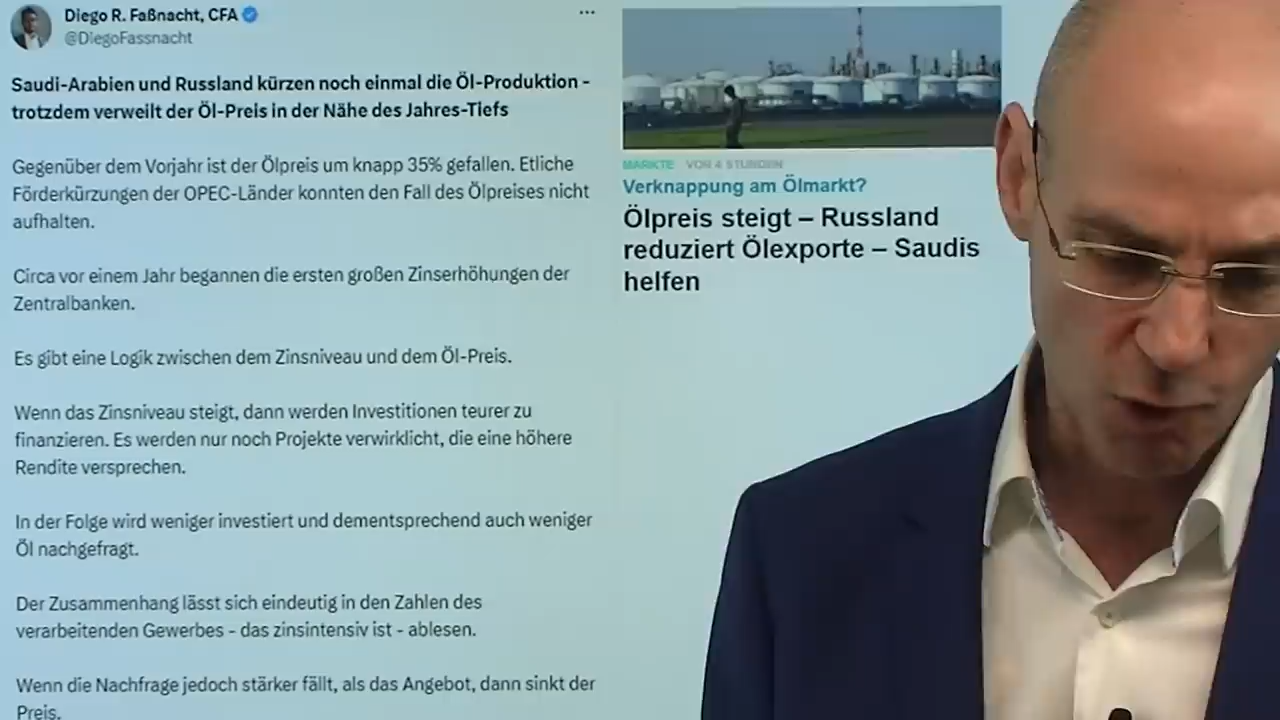 Diego R. Faßnacht, CFA
@DiegoFassnacht
Saudi-Arabien und Russland kürzen noch einmal die Öl-Produktion -
trotzdem verweilt der Öl-Preis in der Nähe des Jahres-Tiefs
Gegenüber dem Vorjahr ist der Ölpreis um knapp 35% gefallen. Etliche
Förderkürzungen der OPEC-Länder konnten den Fall des Ölpreises nicht
aufhalten.
Circa vor einem Jahr begannen die ersten großen Zinserhöhungen der
Zentralbanken.
Es gibt eine Logik zwischen dem Zinsniveau und dem Öl-Preis.
Wenn das Zinsniveau steigt, dann werden Investitionen teurer zu
finanzieren. Es werden nur noch Projekte verwirklicht, die eine höhere
Rendite versprechen.
In der Folge wird weniger investiert und dementsprechend auch weniger
Öl nachgefragt.
Der Zusammenhang lässt sich eindeutig in den Zahlen des
verarbeitenden Gewerbes - das zinsintensiv ist - ablesen.
Wenn die Nachfrage jedoch stärker fällt, als das Angebot, dann sinkt der
Preis.
MÄRKTE VOR 4 STUNDEN
Verknappung am Ölmarkt?
Ölpreis steigt – Russland
reduziert Ölexporte – Saudis
helfen